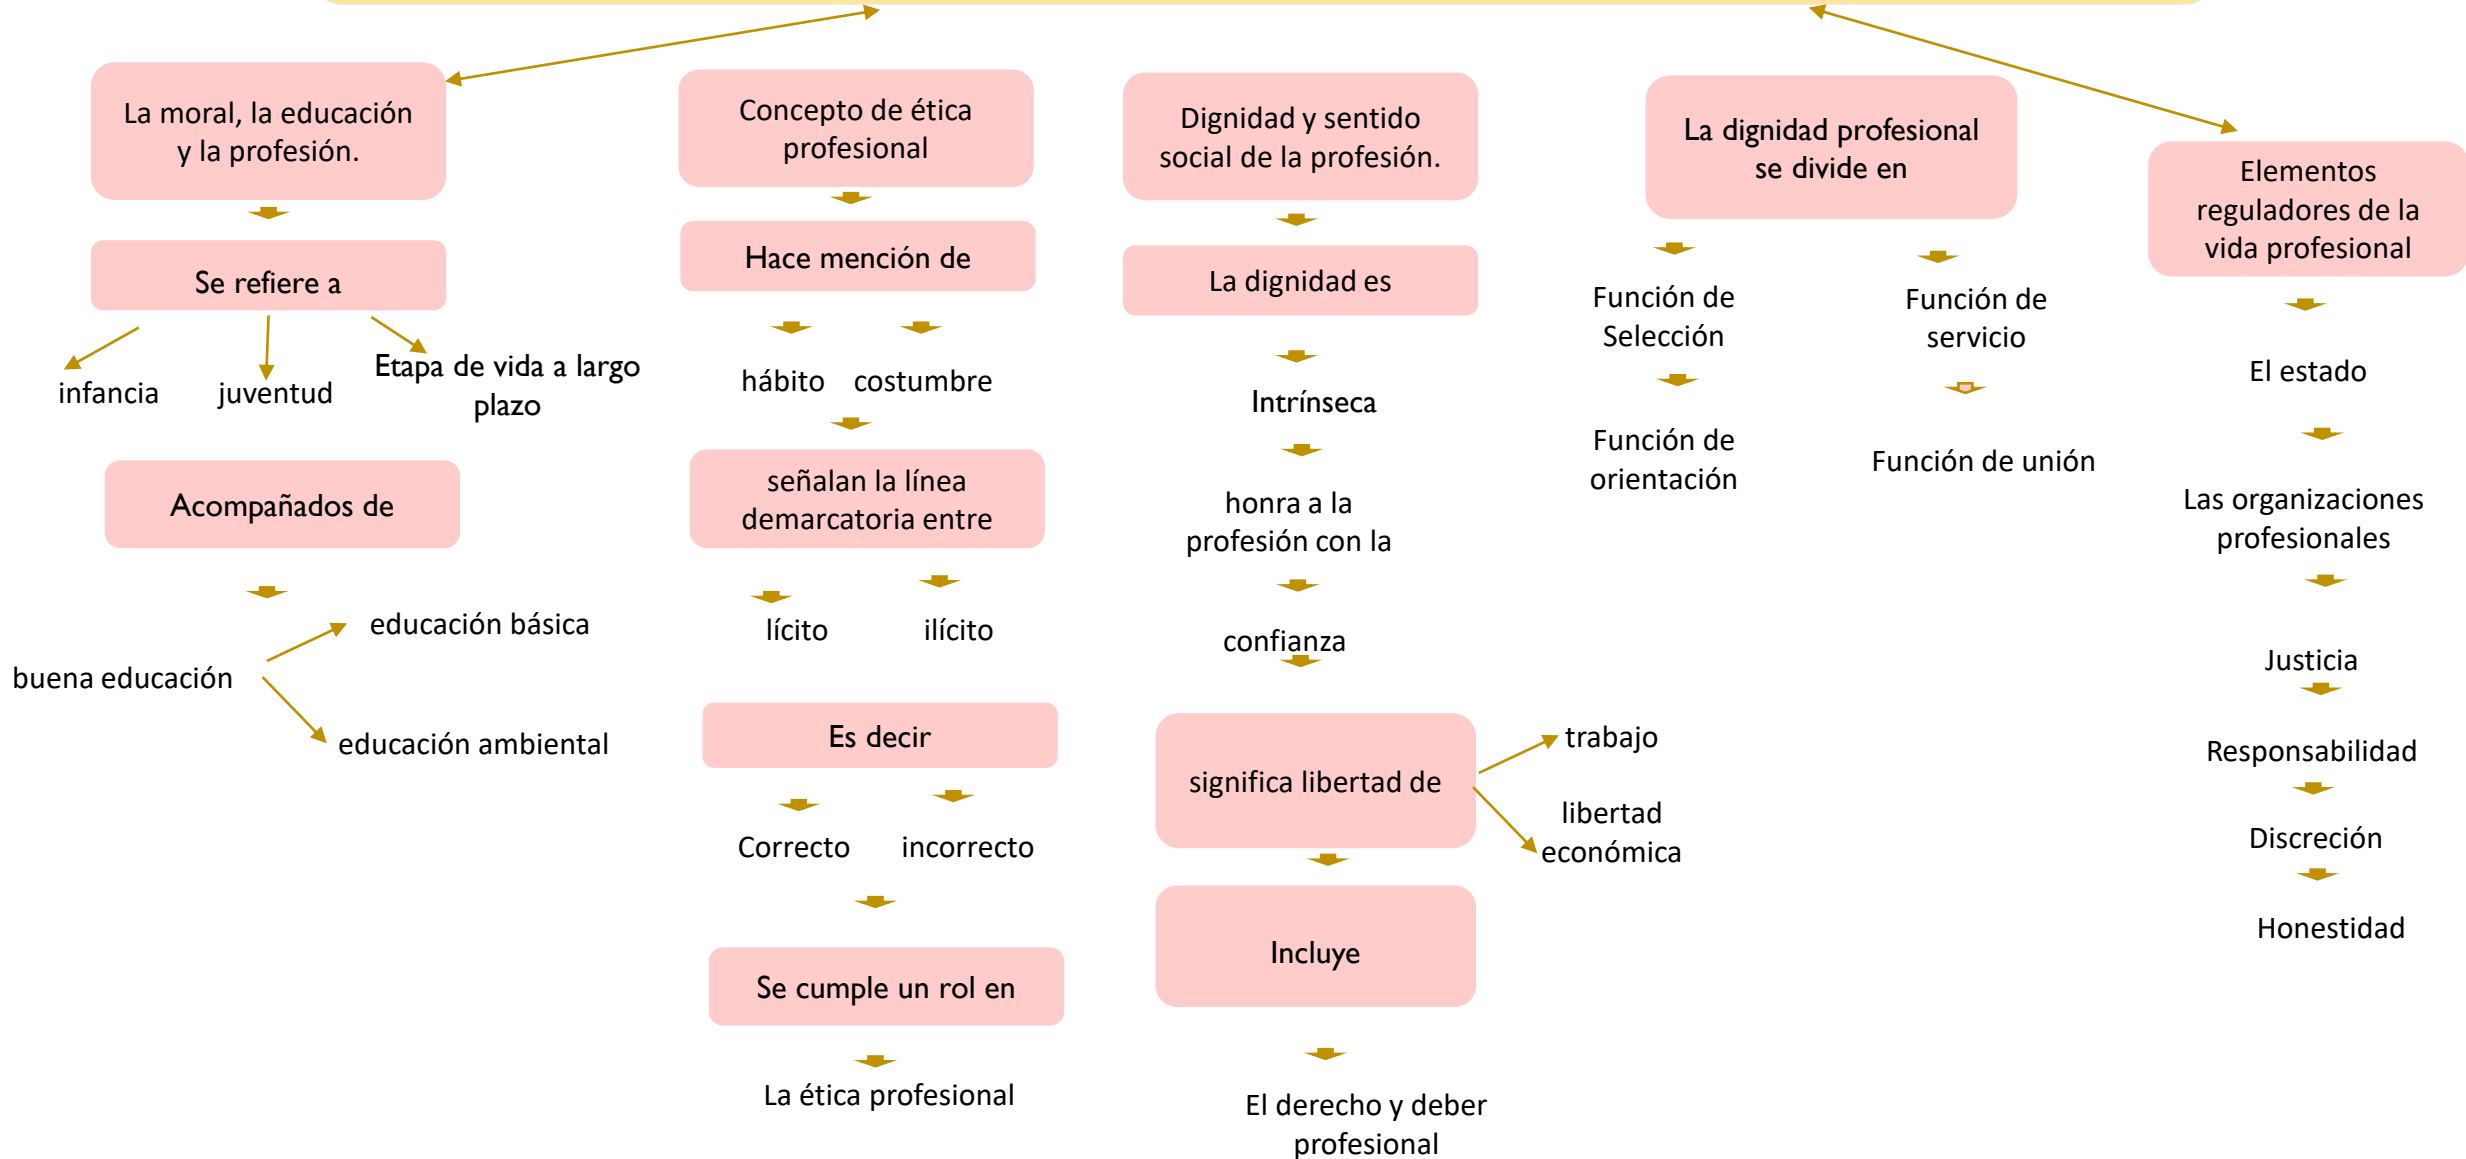 La moral, la educación
y la profesión.
Se refiere a
infancia
juventud
Etapa de vida a largo
plazo
Acompañados de
educación básica
buena educación
educación ambiental
Concepto de ética
profesional
Hace mención de
hábito
costumbre
señalan la línea
demarcatoria entre
lícito
ilícito
Es decir
Correcto
incorrecto
Se cumple un rol en
La ética profesional
Dignidad y sentido
social de la profesión.
La dignidad es
Intrínseca
honra a la
profesión con la
confianza
significa libertad de
trabajo
libertad
económica
Incluye
El derecho y deber
profesional
La dignidad profesional
se divide en
Función de
Selección
Función de
orientación
Función de
servicio
Función de unión
Elementos
reguladores de la
vida profesional
El estado
Las organizaciones
profesionales
Justicia
Responsabilidad
Discreción
Honestidad